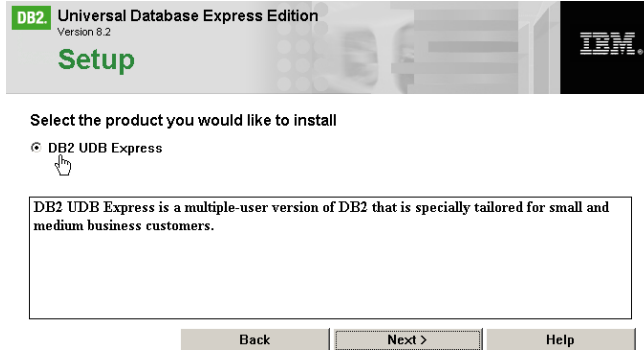 DB2. Universal Database Express Edition
Version 8.2
Setup
IBM.
Select the product you would like to install
DB2 UDB Express
DB2 UDB Express is a multiple-user version of DB2 that is specially tailored for small and
medium business customers.
Back Next > Help